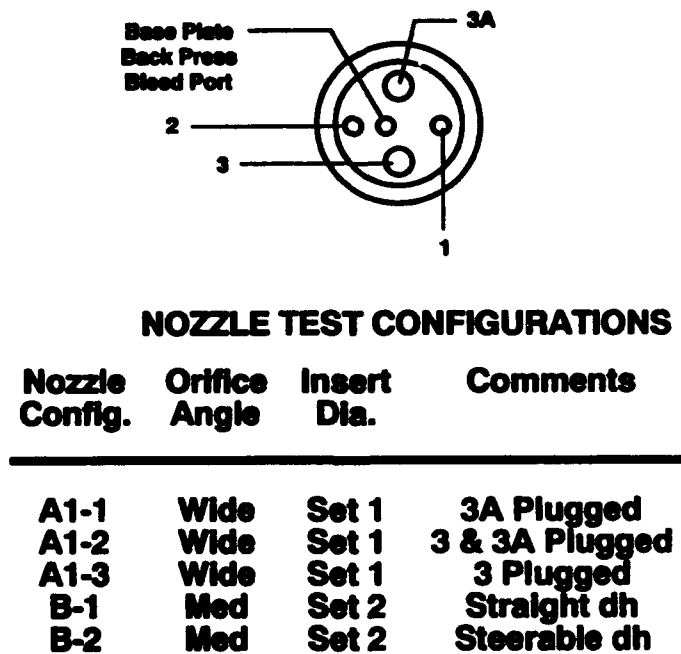 3A
Base Plate
Back Press
Bleed Port
2
3
1
NOZZLE TEST CONFIGURATIONS
Nozzle Orifice Insert Comments
Config. Angle Dia.
A1-1 Wide Set 1 3A Plugged
A1-2 Wide Set 1 3 & 3A Plugged
A1-3 Wide Set 1 3 Plugged
B-1 Med Set 2 Straight dh
B-2 Med Set 2 Steerable dh